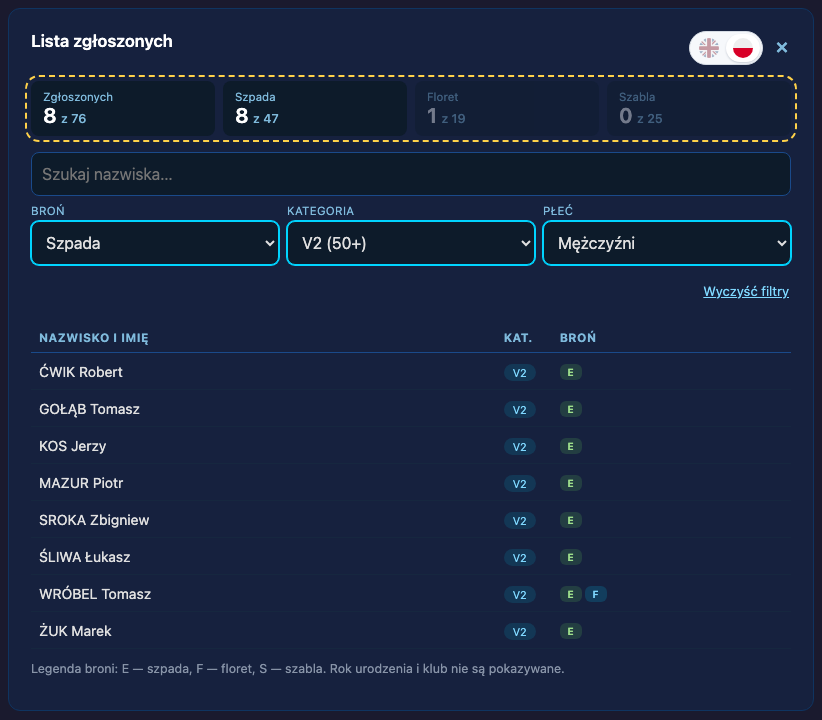 Lista zgłoszonych
✕
Zgłoszonych Szpada Floret Szabla
8 z 76 8 z 47 1 z 19 0 z 25
Szukaj nazwiska...
BROŃ KATEGORIA PŁEĆ
Szpada V2 (50+) Mężczyźni
Wyczyść filtry
NAZWISKO I IMIĘ KAT. BROŃ
ĆWIK Robert V2 E
GOŁĄB Tomasz V2 E
KOS Jerzy V2 E
MAZUR Piotr V2 E
SROKA Zbigniew V2 E
ŚLIWA Łukasz V2 E
WRÓBEL Tomasz V2 E F
ŻUK Marek V2 E
Legenda broni: E — szpada, F — floret, S — szabla. Rok urodzenia i klub nie są pokazywane.